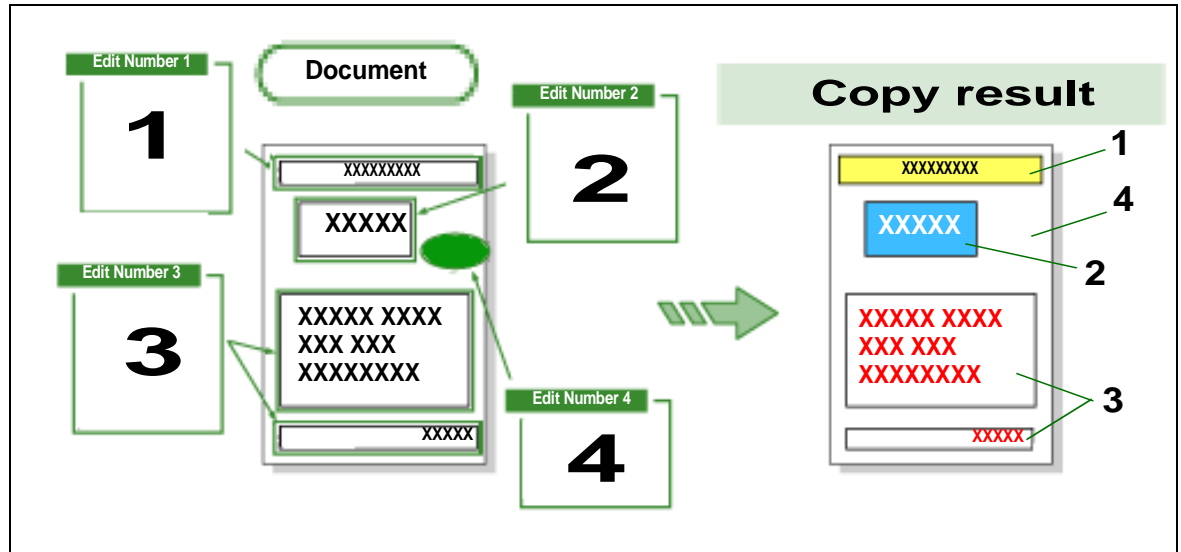 Edit Number 1
1
Document
Edit Number 2
2
Copy result
XXXXXXXXX
XXXXX
Edit Number 3
3
XXXXX XXXX
XXX XXX
XXXXXXXX
XXXXX
Edit Number 4
4
XXXXXXXXX
1
XXXXX
4
2
XXXXX XXXX
XXX XXX
XXXXXXXX
3
XXXXX